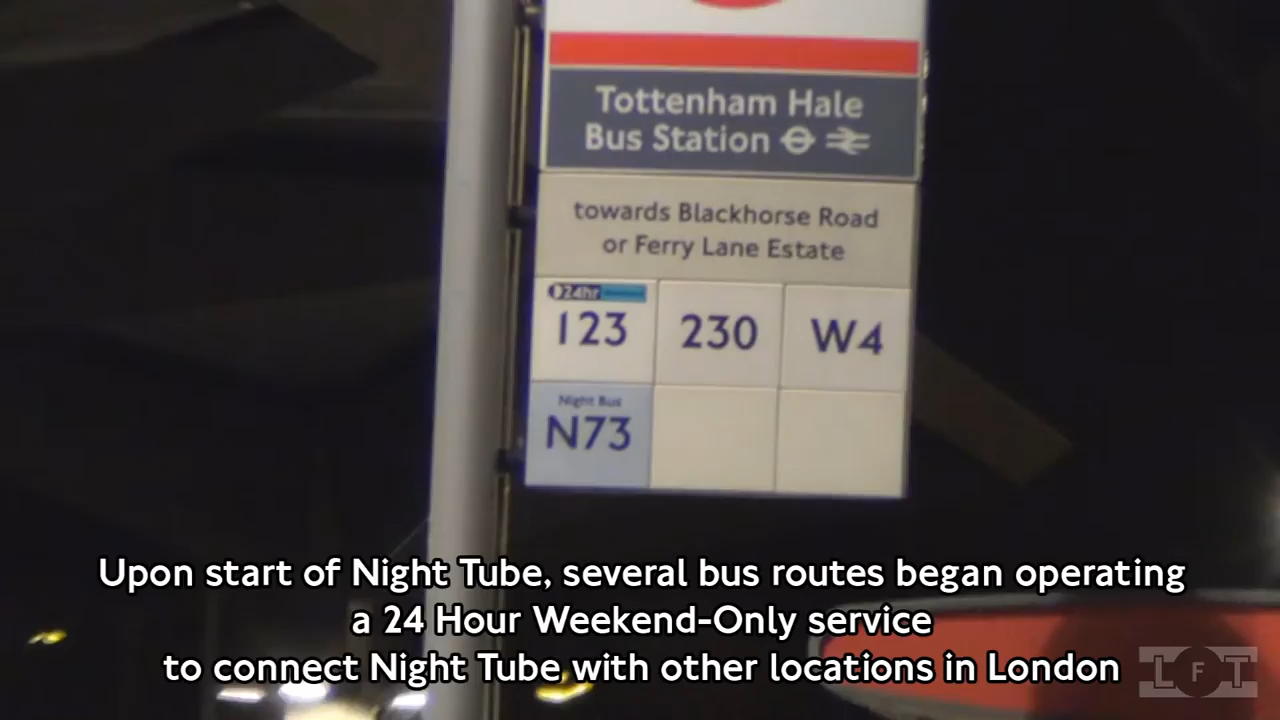 Tottenham Hale
Bus Station
towards Blackhorse Road
or Ferry Lane Estate
24hr
123 230 W4
Night Bus
N73
Upon start of Night Tube, several bus routes began operating
a 24 Hour Weekend-Only service
to connect Night Tube with other locations in London
LFT